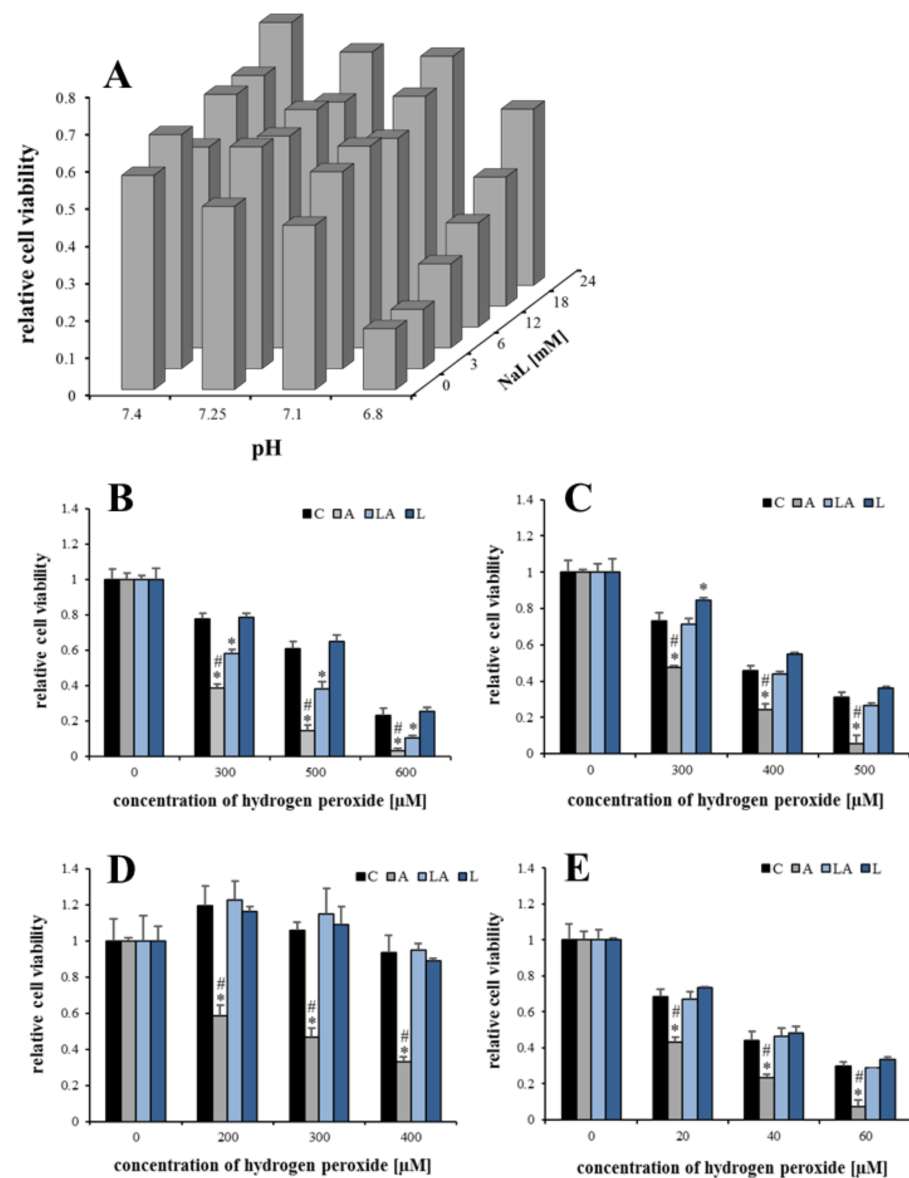 A
relative cell viability
0.8
0.7
0.6
0.5
0.4
0.3
0.2
0.1
0
7.4 7.25 7.1 6.8
pH
0 3 6 12 18 24
NaL [mM]
B
C A LA L
relative cell viability
1.4
1.2
1
0.8
0.6
0.4
0.2
0
# * *
# * *
# * *
0 300 500 600
concentration of hydrogen peroxide [μM]
C
C A LA L
relative cell viability
1.4
1.2
1
0.8
0.6
0.4
0.2
0
# * *
# *
# *
0 300 400 500
concentration of hydrogen peroxide [μM]
D
C A LA L
relative cell viability
1.4
1.2
1
0.8
0.6
0.4
0.2
0
# *
# *
# *
0 200 300 400
concentration of hydrogen peroxide [μM]
E
C A LA L
relative cell viability
1.4
1.2
1
0.8
0.6
0.4
0.2
0
# *
# *
# *
0 20 40 60
concentration of hydrogen peroxide [μM]